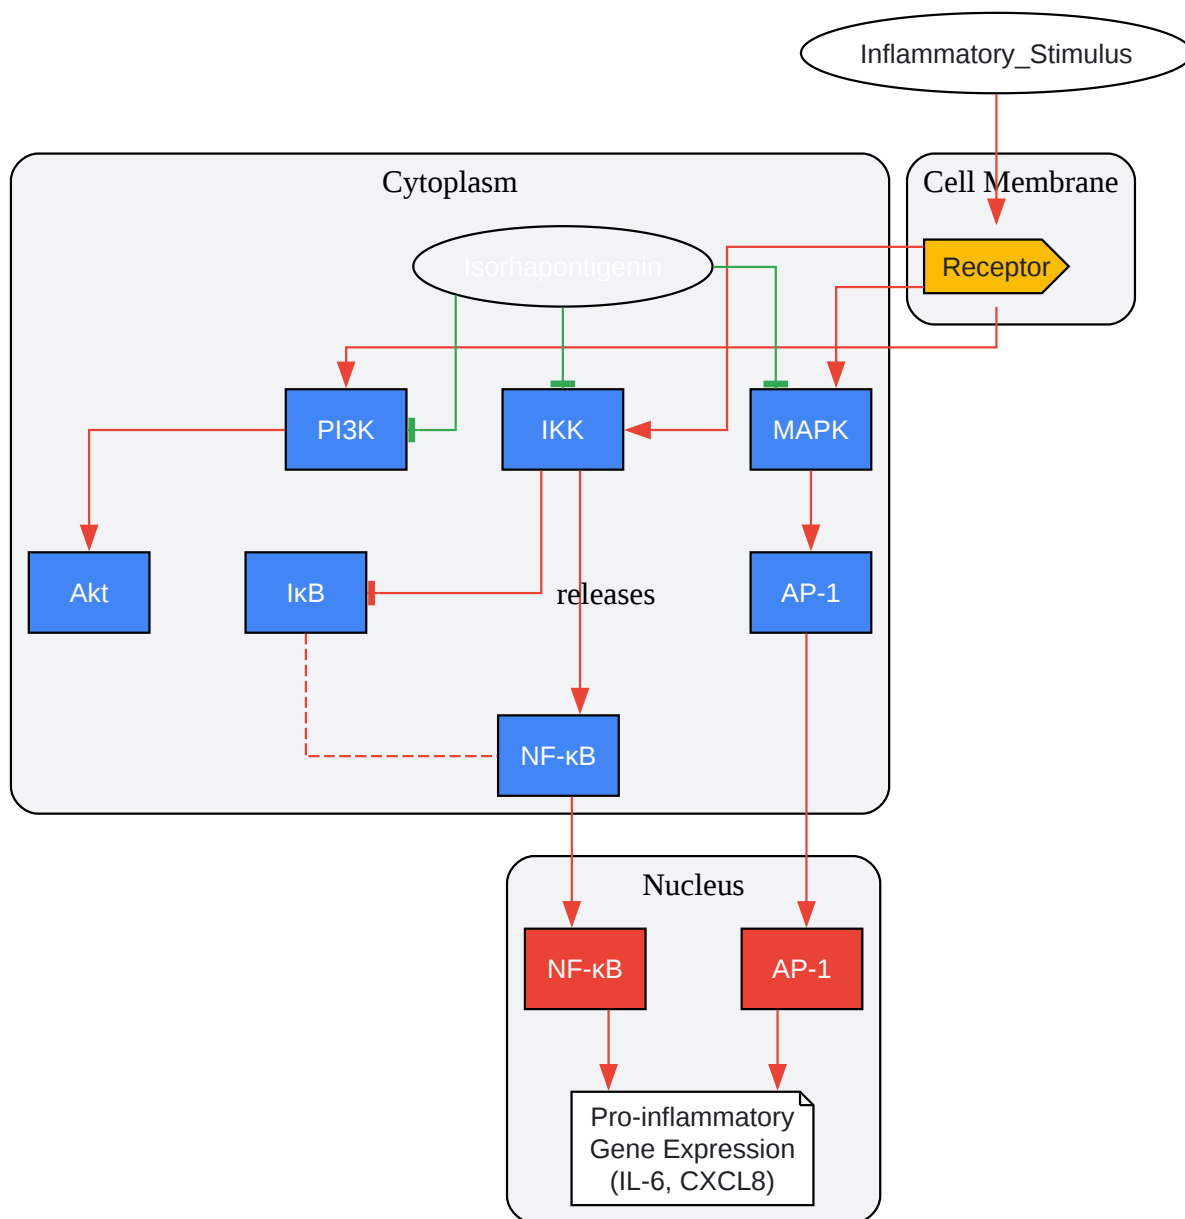 Inflammatory_Stimulus
Cytoplasm
Cell Membrane
Isorhapontigenin
Receptor
PI3K
IKK
MAPK
Akt
IκB
releases
AP-1
NF-κB
Nucleus
NF-κB
AP-1
Pro-inflammatory
Gene Expression
(IL-6, CXCL8)